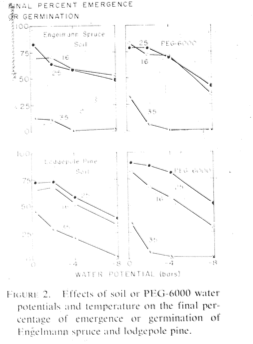 FINAL PERCENT EMERGENCE
OR GERMINATION
100
Engelmann Spruce
Soil
75
16
25
50
25
35
0
25
PEG-6000
16
35
100
Lodgepole Pine
Soil
75
25
16
50
25
35
0
0
-4
-8
PEG-6000
25
16
35
0
-4
-8
WATER POTENTIAL (bars)
FIGURE 2. Effects of soil or PEG-6000 water
potentials and temperature on the final per-
centage of emergence or germination of
Engelmann spruce and lodgepole pine.